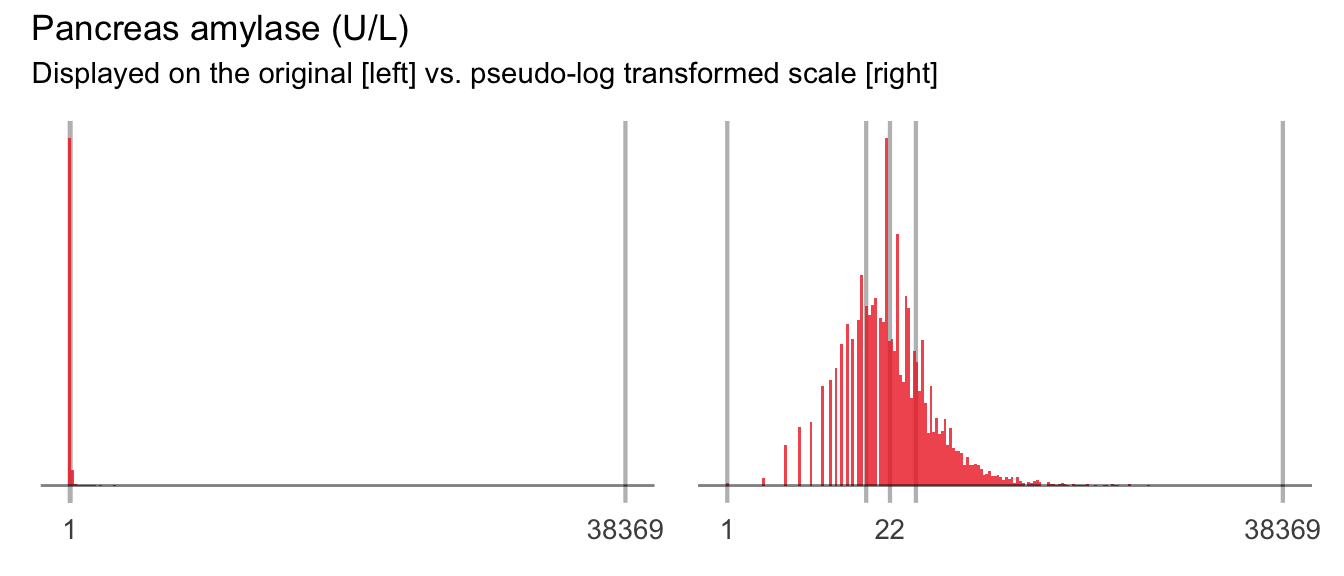 Pancreas amylase (U/L)
Displayed on the original [left] vs. pseudo-log transformed scale [right]
1 38369 1 22 38369